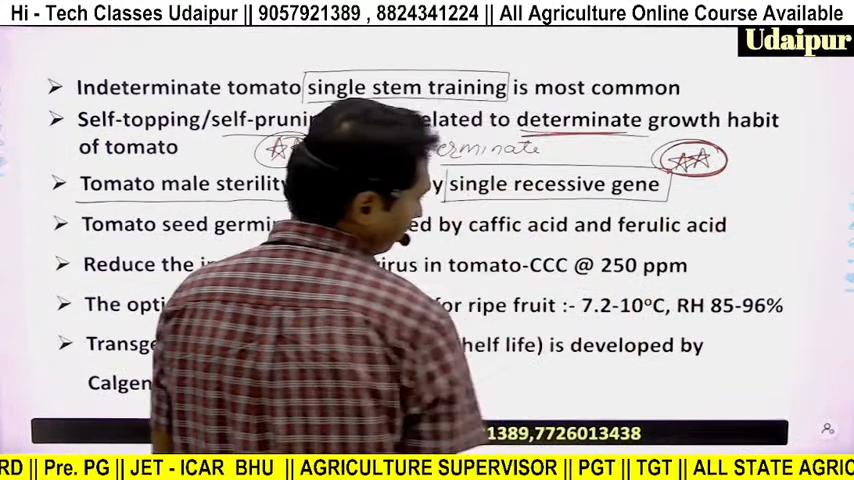 Hi - Tech Classes Udaipur || 9057921389 , 8824341224 || All Agriculture Online Course Available
Udaipur
➢ Indeterminate tomato single stem training is most common
➢ Self-topping/self-pruni elated to determinate growth habit
of tomato erminate
➢ Tomato male sterility y single recessive gene
➢ Tomato seed germi ed by caffic acid and ferulic acid
➢ Reduce the virus in tomato-CCC @ 250 ppm
➢ The opti for ripe fruit :- 7.2-10°C, RH 85-96%
➢ Transge helf life) is developed by
Calgen
1389,7726013438
RD || Pre. PG || JET - ICAR BHU || AGRICULTURE SUPERVISOR || PGT || TGT || ALL STATE AGRI